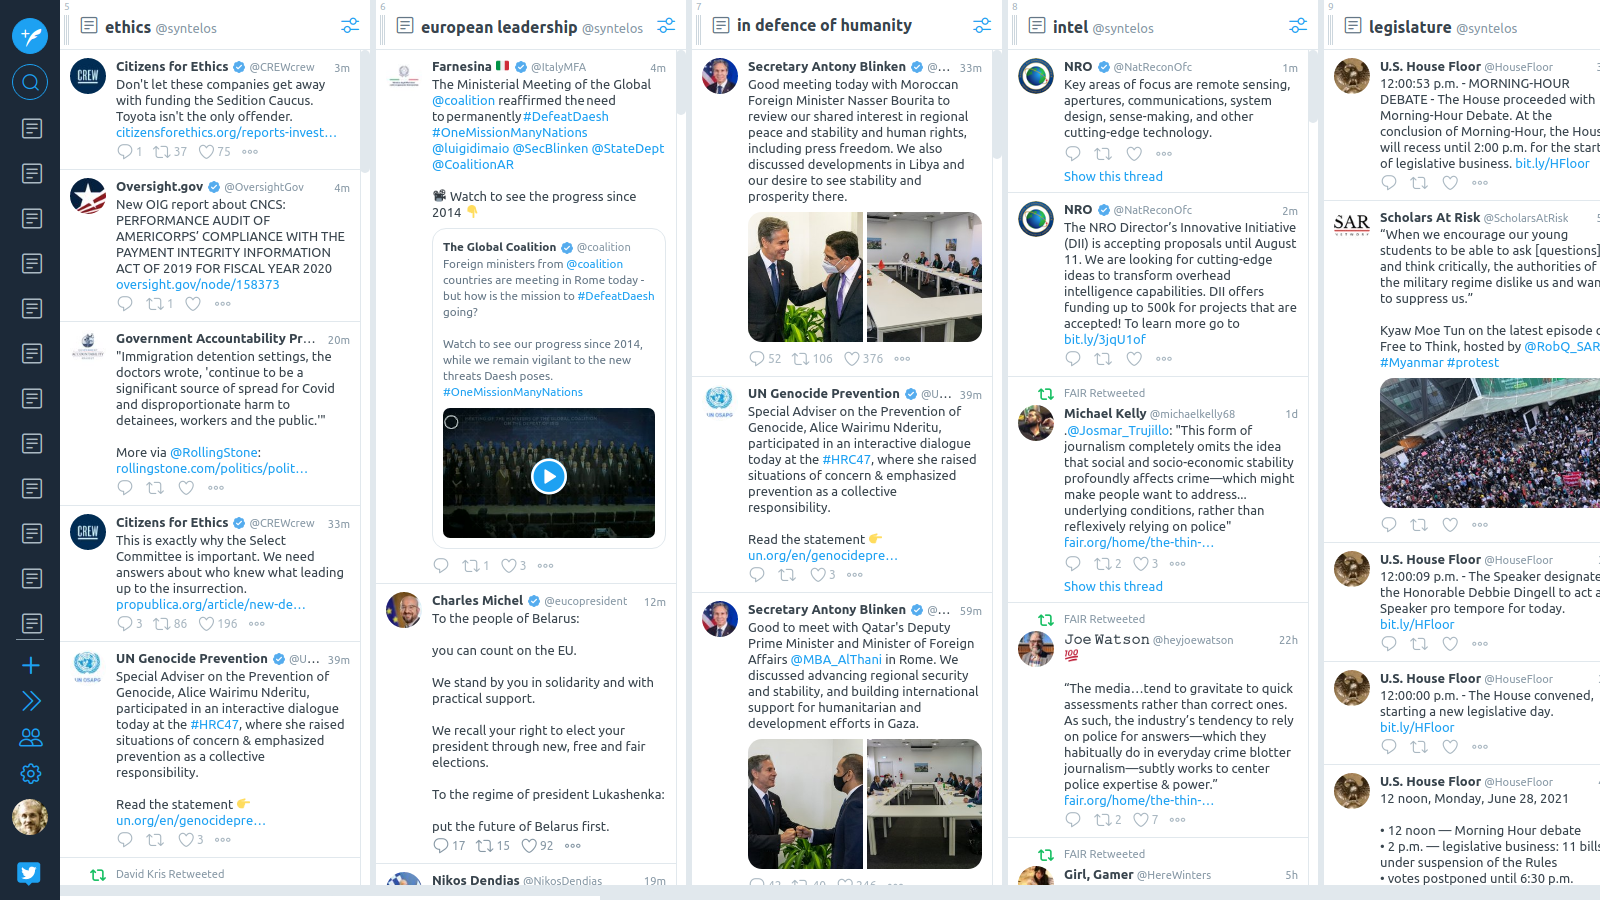 5
ethics @syntelos
Citizens for Ethics @CREWcrew 3m
Don't let these companies get away
with funding the Sedition Caucus.
Toyota isn't the only offender.
citizensforethics.org/reports-invest…
1 37 75
Oversight.gov @OversightGov 4m
New OIG report about CNCS:
PERFORMANCE AUDIT OF
AMERICORPS’ COMPLIANCE WITH THE
PAYMENT INTEGRITY INFORMATION
ACT OF 2019 FOR FISCAL YEAR 2020
oversight.gov/node/158373
1
Government Accountability Pr… 20m
"Immigration detention settings, the
doctors wrote, 'continue to be a
significant source of spread for Covid
and disproportionate harm to
detainees, workers and the public.'"
More via @RollingStone:
rollingstone.com/politics/polit…
Citizens for Ethics @CREWcrew 33m
This is exactly why the Select
Committee is important. We need
answers about who knew what leading
up to the insurrection.
propublica.org/article/new-de…
3 86 196
UN Genocide Prevention @U… 39m
Special Adviser on the Prevention of
Genocide, Alice Wairimu Nderitu,
participated in an interactive dialogue
today at the #HRC47, where she raised
situations of concern & emphasized
prevention as a collective
responsibility.
Read the statement 👉
un.org/en/genocidepre…
3
David Kris Retweeted
6
european leadership @syntelos
Farnesina 🇮🇹 @ItalyMFA 4m
The Ministerial Meeting of the Global
@coalition reaffirmed the need
to permanently #DefeatDaesh
#OneMissionManyNations
@luigidimaio @SecBlinken @StateDept
@CoalitionAR
📽 Watch to see the progress since
2014 👇
The Global Coalition @coalition
Foreign ministers from @coalition
countries are meeting in Rome today -
but how is the mission to #DefeatDaesh
going?
Watch to see our progress since 2014,
while we remain vigilant to the new
threats Daesh poses.
#OneMissionManyNations
1 3
Charles Michel @eucopresident 12m
To the people of Belarus:
you can count on the EU.
We stand by you in solidarity and with
practical support.
We recall your right to elect your
president through new, free and fair
elections.
To the regime of president Lukashenka:
put the future of Belarus first.
17 15 92
Nikos Dendias @NikosDendias 19m
7
in defence of humanity
Secretary Antony Blinken @… 33m
Good meeting today with Moroccan
Foreign Minister Nasser Bourita to
review our shared interest in regional
peace and stability and human rights,
including press freedom. We also
discussed developments in Libya and
our desire to see stability and
prosperity there.
52 106 376
UN Genocide Prevention @U… 39m
Special Adviser on the Prevention of
Genocide, Alice Wairimu Nderitu,
participated in an interactive dialogue
today at the #HRC47, where she raised
situations of concern & emphasized
prevention as a collective
responsibility.
Read the statement 👉
un.org/en/genocidepre…
3
Secretary Antony Blinken @… 59m
Good to meet with Qatar's Deputy
Prime Minister and Minister of Foreign
Affairs @MBA_AlThani in Rome. We
discussed advancing regional security
and stability, and building international
support for humanitarian and
development efforts in Gaza.
8
intel @syntelos
NRO @NatReconOfc 1m
Key areas of focus are remote sensing,
apertures, communications, system
design, sense-making, and other
cutting-edge technology.
Show this thread
NRO @NatReconOfc 2m
The NRO Director’s Innovative Initiative
(DII) is accepting proposals until August
11. We are looking for cutting-edge
ideas to transform overhead
intelligence capabilities. DII offers
funding up to 500k for projects that are
accepted! To learn more go to
bit.ly/3jqU1of
FAIR Retweeted
Michael Kelly @michaelkelly68 1d
.@Josmar_Trujillo: "This form of
journalism completely omits the idea
that social and socio-economic stability
profoundly affects crime—which might
make people want to address...
underlying conditions, rather than
reflexively relying on police"
fair.org/home/the-thin-…
2 3
Show this thread
FAIR Retweeted
Joe Watson @heyjoewatson 22h
💯
“The media…tend to gravitate to quick
assessments rather than correct ones.
As such, the industry’s tendency to rely
on police for answers—which they
habitually do in everyday crime blotter
journalism—subtly works to center
police expertise & power.”
fair.org/home/the-thin-…
2 7
FAIR Retweeted
Girl, Gamer @HereWinters 5h
9
legislature @syntelos
U.S. House Floor @HouseFloor
12:00:53 p.m. - MORNING-HOUR
DEBATE - The House proceeded with
Morning-Hour Debate. At the
conclusion of Morning-Hour, the Hous
will recess until 2:00 p.m. for the start
of legislative business. bit.ly/HFloor
SAR
NETWORK
Scholars At Risk @ScholarsAtRisk
“When we encourage our young
students to be able to ask [questions]
and think critically, the authorities of
the military regime dislike us and wan
to suppress us.”
Kyaw Moe Tun on the latest episode o
Free to Think, hosted by @RobQ_SAR
#Myanmar #protest
U.S. House Floor @HouseFloor
12:00:09 p.m. - The Speaker designate
the Honorable Debbie Dingell to act a
Speaker pro tempore for today.
bit.ly/HFloor
U.S. House Floor @HouseFloor
12:00:00 p.m. - The House convened,
starting a new legislative day.
bit.ly/HFloor
U.S. House Floor @HouseFloor
12 noon, Monday, June 28, 2021
• 12 noon — Morning Hour debate
• 2 p.m. — legislative business: 11 bills
under suspension of the Rules
• votes postponed until 6:30 p.m.